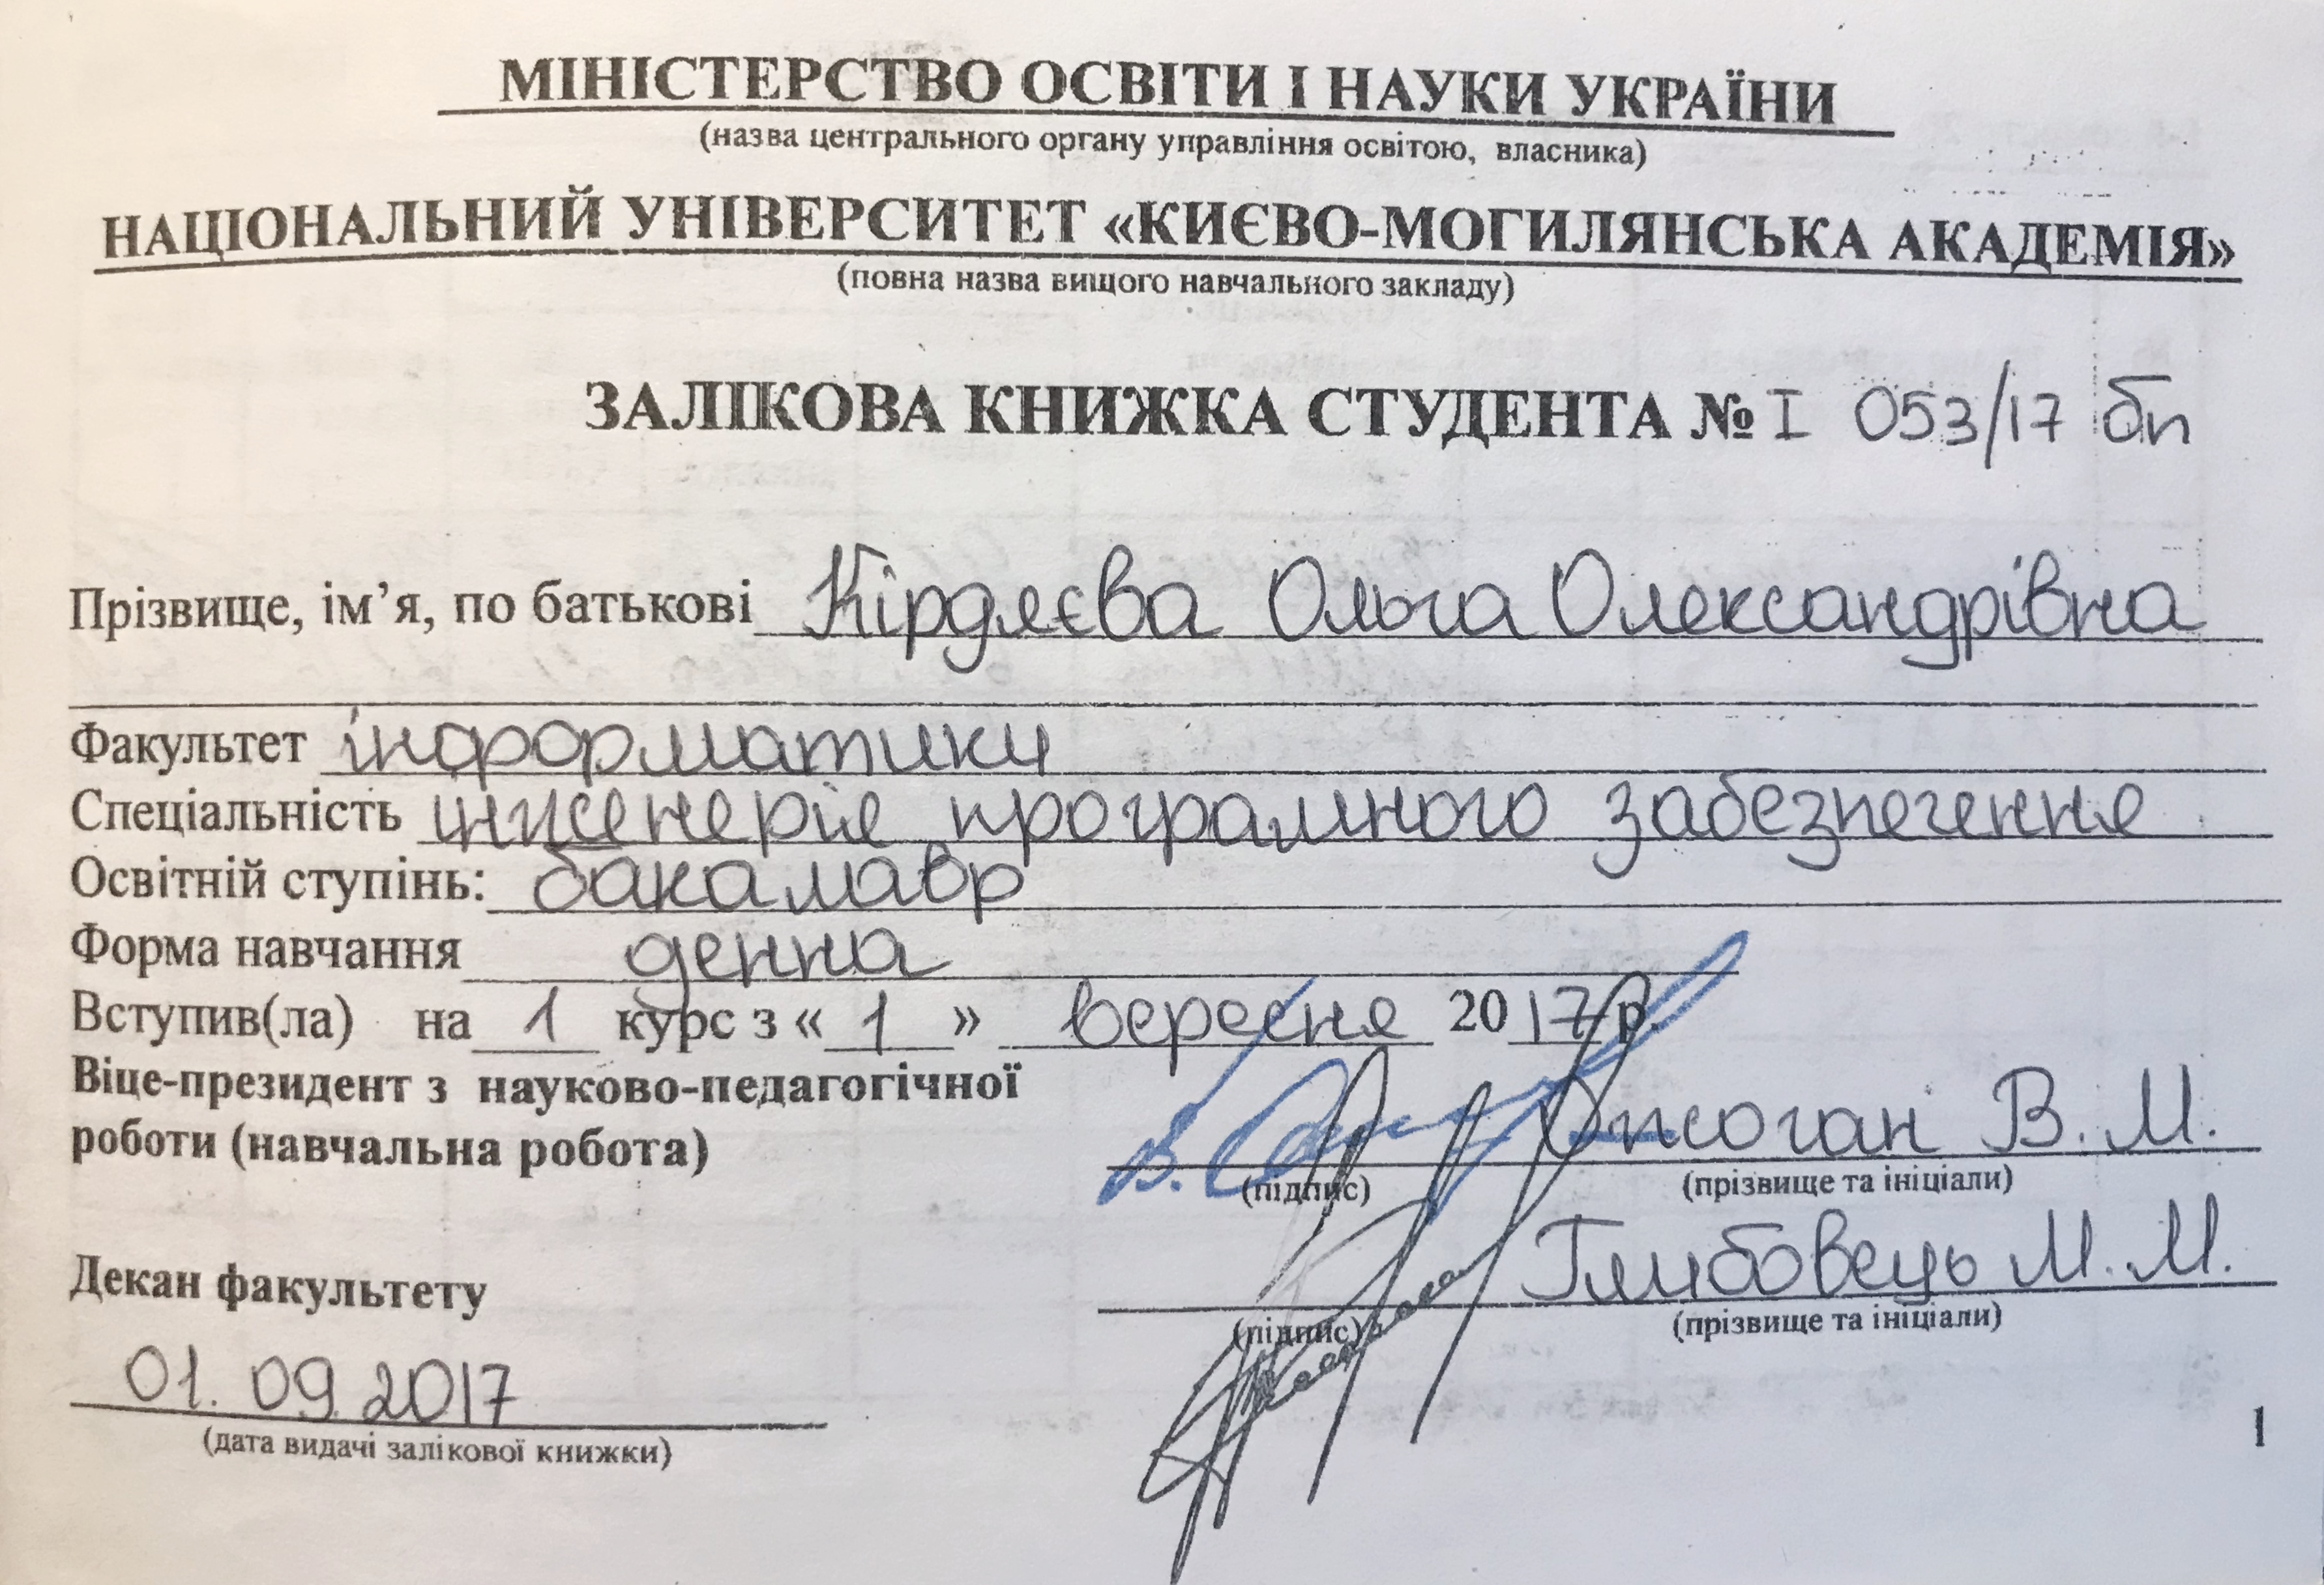 МІНІСТЕРСТВО ОСВІТИ І НАУКИ УКРАЇНИ
(назва центрального органу управління освітою, власника)
НАЦІОНАЛЬНИЙ УНІВЕРСИТЕТ «КИЄВО-МОГИЛЯНСЬКА АКАДЕМІЯ»
(повна назва вищого навчального закладу)
ЗАЛІКОВА КНИЖКА СТУДЕНТА № І 053/17 бп
Прізвище, ім’я, по батькові Кірдяєва Ольга Олександрівна
Факультет інформатики
Спеціальність інженерія програмного забезпечення
Освітній ступінь: бакалавр
Форма навчання денна
Вступив(ла) на 1 курс з « 1 » вересня 2017 р.
Віце-президент з науково-педагогічної
роботи (навчальна робота) В. М.
(підпис) (прізвище та ініціали)
Декан факультету Глибовець М. М.
(підпис) (прізвище та ініціали)
01.09.2017
(дата видачі залікової книжки)
1